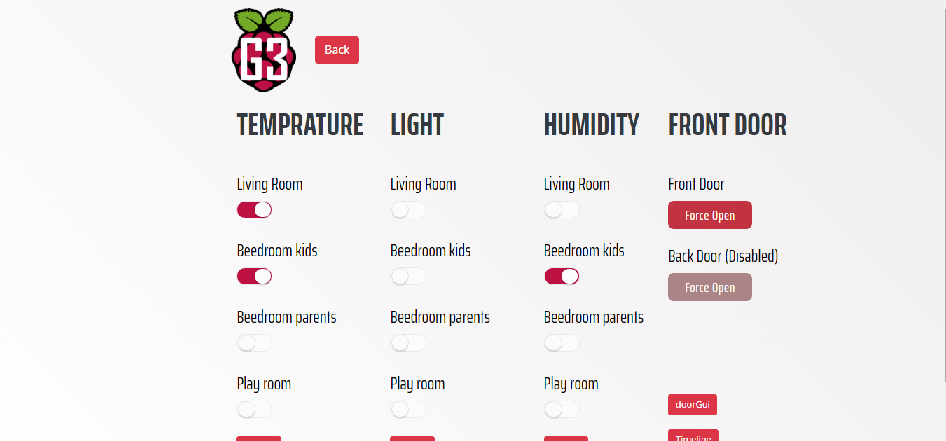 G3
Back
TEMPRATURE
Living Room
Beedroom kids
Beedroom parents
Play room
LIGHT
Living Room
Beedroom kids
Beedroom parents
Play room
HUMIDITY
Living Room
Beedroom kids
Beedroom parents
Play room
FRONT DOOR
Front Door
Force Open
Back Door (Disabled)
Force Open
doorGui
Timeline